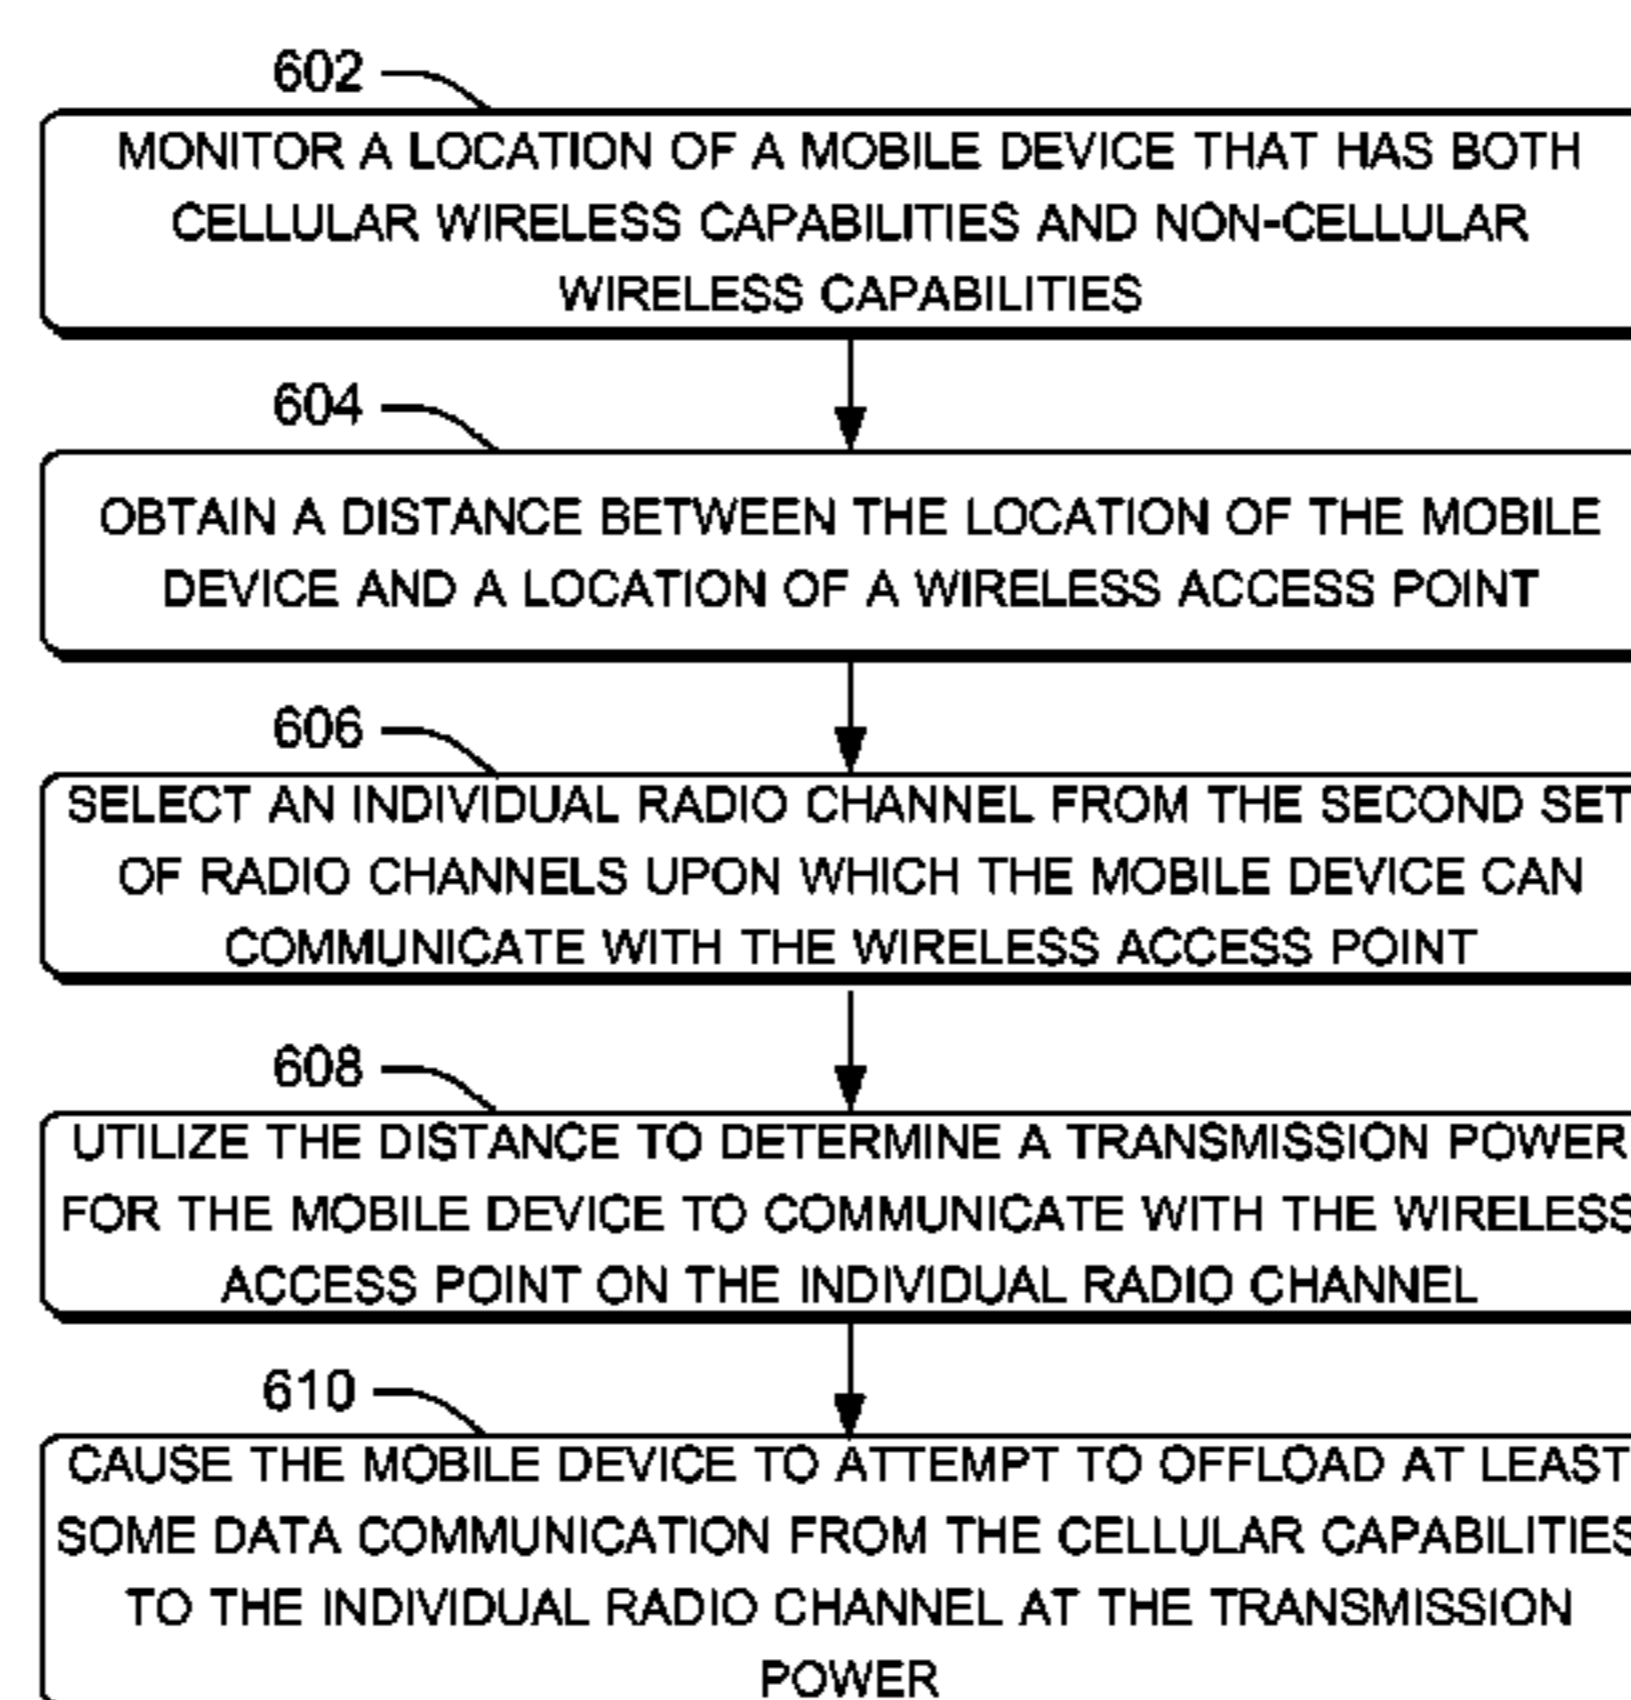 602
MONITOR A LOCATION OF A MOBILE DEVICE THAT HAS BOTH
CELLULAR WIRELESS CAPABILITIES AND NON-CELLULAR
WIRELESS CAPABILITIES
604
OBTAIN A DISTANCE BETWEEN THE LOCATION OF THE MOBILE
DEVICE AND A LOCATION OF A WIRELESS ACCESS POINT
606
SELECT AN INDIVIDUAL RADIO CHANNEL FROM THE SECOND SET
OF RADIO CHANNELS UPON WHICH THE MOBILE DEVICE CAN
COMMUNICATE WITH THE WIRELESS ACCESS POINT
608
UTILIZE THE DISTANCE TO DETERMINE A TRANSMISSION POWER
FOR THE MOBILE DEVICE TO COMMUNICATE WITH THE WIRELESS
ACCESS POINT ON THE INDIVIDUAL RADIO CHANNEL
610
CAUSE THE MOBILE DEVICE TO ATTEMPT TO OFFLOAD AT LEAST
SOME DATA COMMUNICATION FROM THE CELLULAR CAPABILITIES
TO THE INDIVIDUAL RADIO CHANNEL AT THE TRANSMISSION
POWER